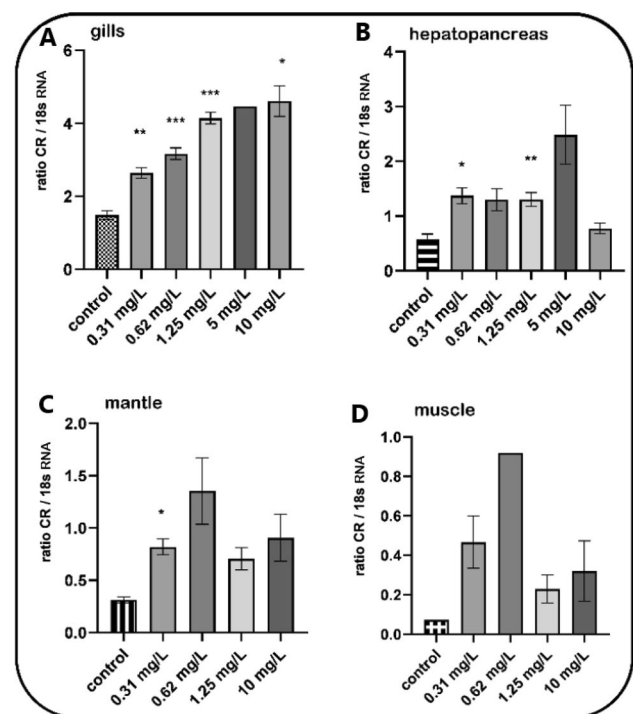 A gills
ratio CR / 18s RNA
6
4
2
0
** *** *** *
control 0.31 mg/L 0.62 mg/L 1.25 mg/L 5 mg/L 10 mg/L
B hepatopancreas
ratio CR / 18s RNA
4
3
2
1
0
* **
control 0.31 mg/L 0.62 mg/L 1.25 mg/L 5 mg/L 10 mg/L
C mantle
ratio CR / 18s RNA
2.0
1.5
1.0
0.5
0.0
*
control 0.31 mg/L 0.62 mg/L 1.25 mg/L 10 mg/L
D muscle
ratio CR / 18s RNA
1.0
0.8
0.6
0.4
0.2
0.0
control 0.31 mg/L 0.62 mg/L 1.25 mg/L 10 mg/L